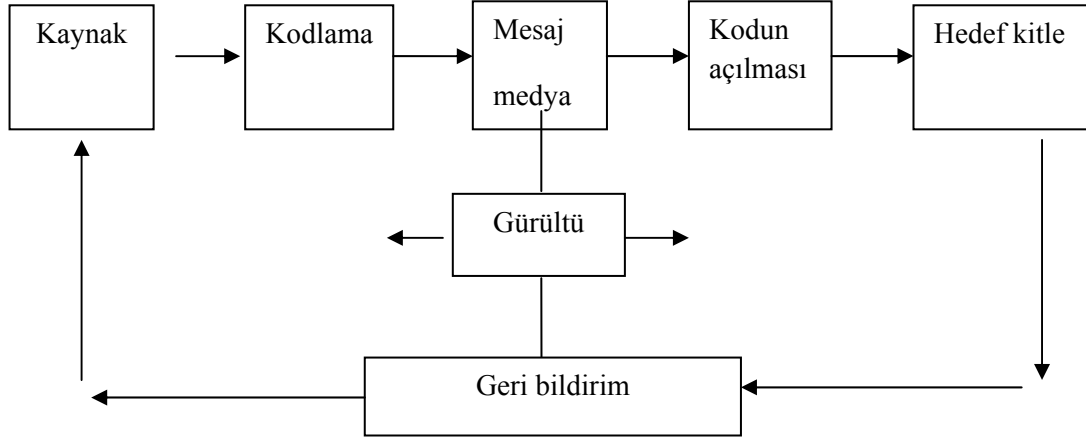 Kaynak
Kodlama
Mesaj
medya
Kodun
açılması
Hedef kitle
Gürültü
Geri bildirim